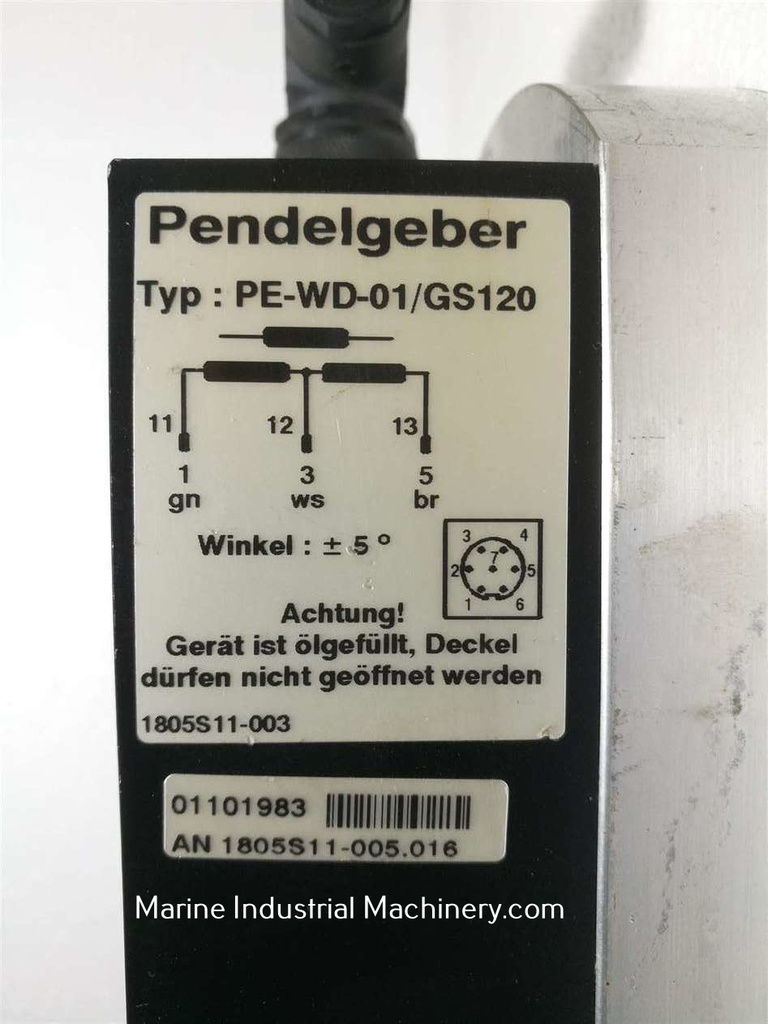 Pendelgeber
Typ : PE-WD-01/GS120
11 12 13
1 3 5
gn ws br
Winkel : ± 5 °
3 4
7
2 5
1 6
Achtung!
Gerät ist ölgefüllt, Deckel
dürfen nicht geöffnet werden
1805S11-003
01101983
AN 1805S11-005.016
Marine Industrial Machinery.com